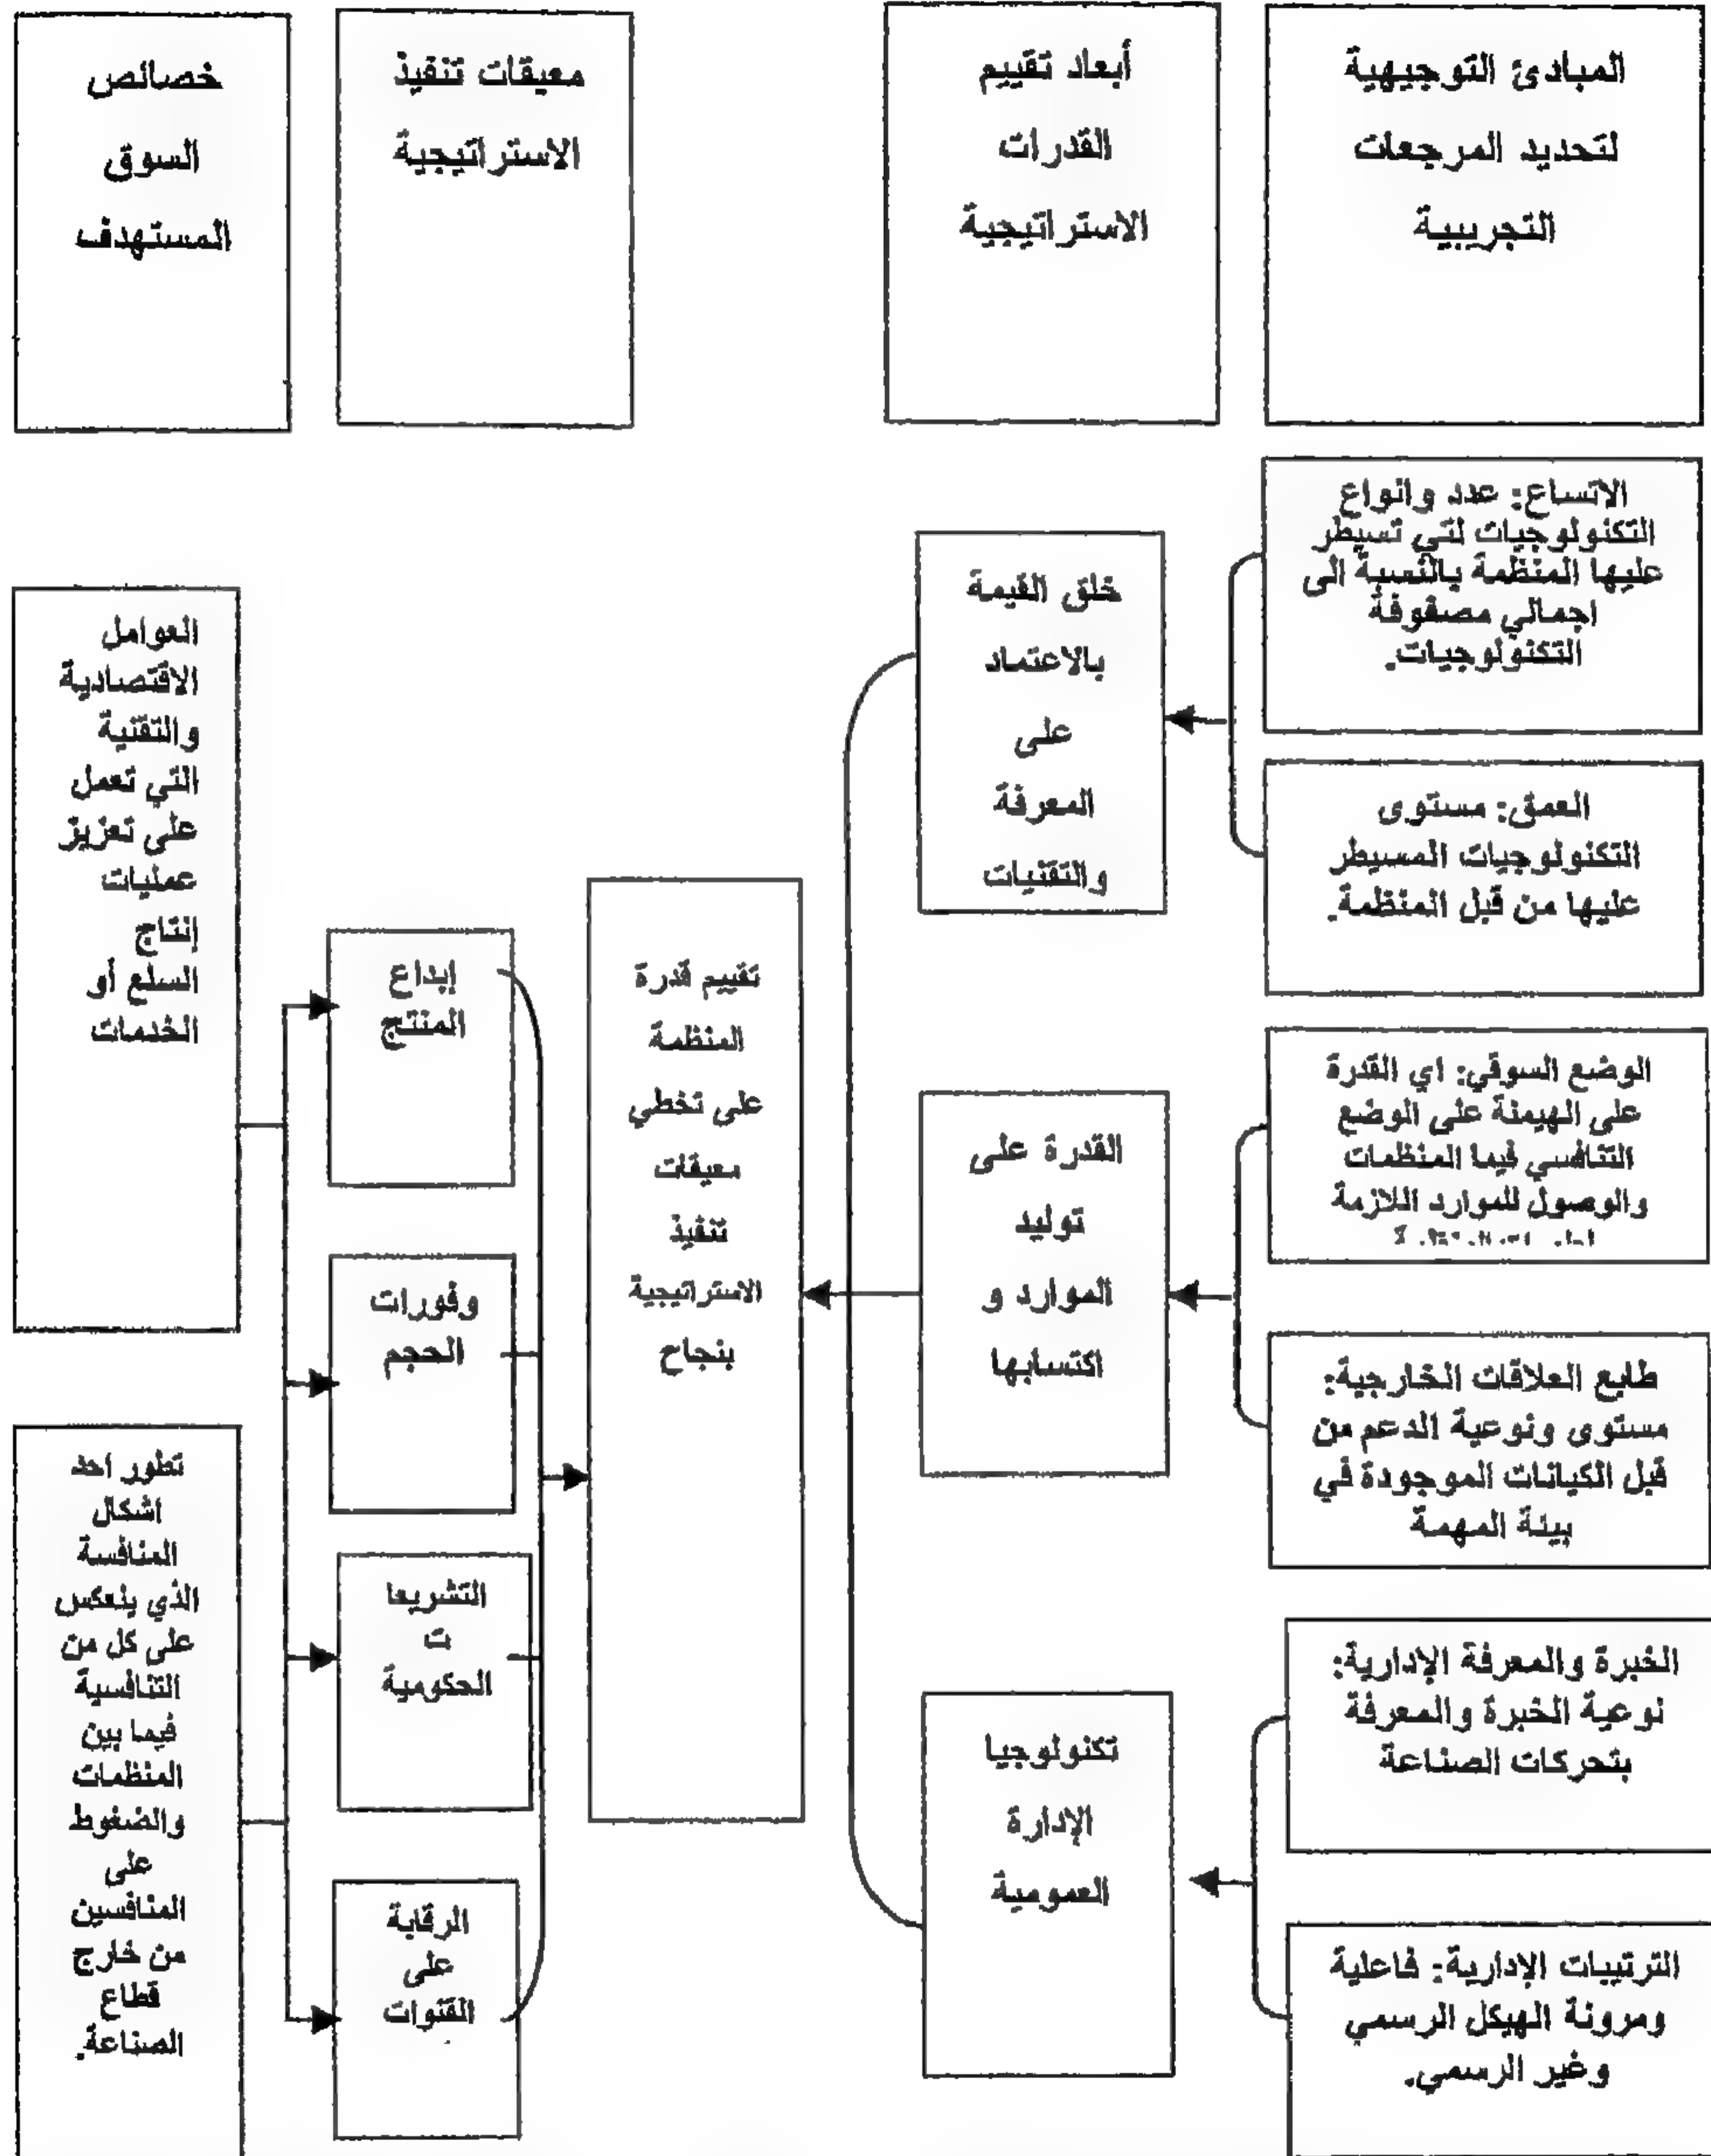 المبادئ التوجيهية
لتحديد المرجعات
التجريبية
أبعاد تقييم
القدرات
الاستراتيجية
معيقات تنفيذ
الاستراتيجية
خصائص
السوق
المستهدف
الاتساع: عدد وانواع
التكنولوجيات لتي تسيطر
عليها المنظمة بالنسبة الى
اجمالي مصفوفة
التكنولوجيات.
العمق: مستوى
التكنولوجيات المسيطر
عليها من قبل المنظمة.
الوضع السوقي: اي القدرة
على الهيمنة على الوضع
التنافسي فيما المنظمات
والوصول للموارد اللازمة
طابع العلاقات الخارجية:
مستوى ونوعية الدعم من
قبل الكيانات الموجودة في
بيئة المهمة
الخبرة والمعرفة الإدارية:
نوعية الخبرة والمعرفة
بتحركات الصناعة
الترتيبات الإدارية: فاعلية
ومرونة الهيكل الرسمي
وغير الرسمي.
خلق القيمة
بالاعتماد
على
المعرفة
والتقنيات
القدرة على
توليد
الموارد و
اكتسابها
تكنولوجيا
الإدارة
العمومية
تقييم قدرة
المنظمة
على تخطي
معيقات
تنفيذ
الاستراتيجية
بنجاح
إبداع
المنتج
وفورات
الحجم
التشريعا
ت
الحكومية
الرقابة
على
القنوات
العوامل
الاقتصادية
والتقنية
التي تعمل
على تعزيز
عمليات
إنتاج
السلع أو
الخدمات
تطور احد
اشكال
المنافسة
الذي ينعكس
على كل من
التنافسية
فيما بين
المنظمات
والضغوط
على
المنافسين
من خارج
قطاع
الصناعة.